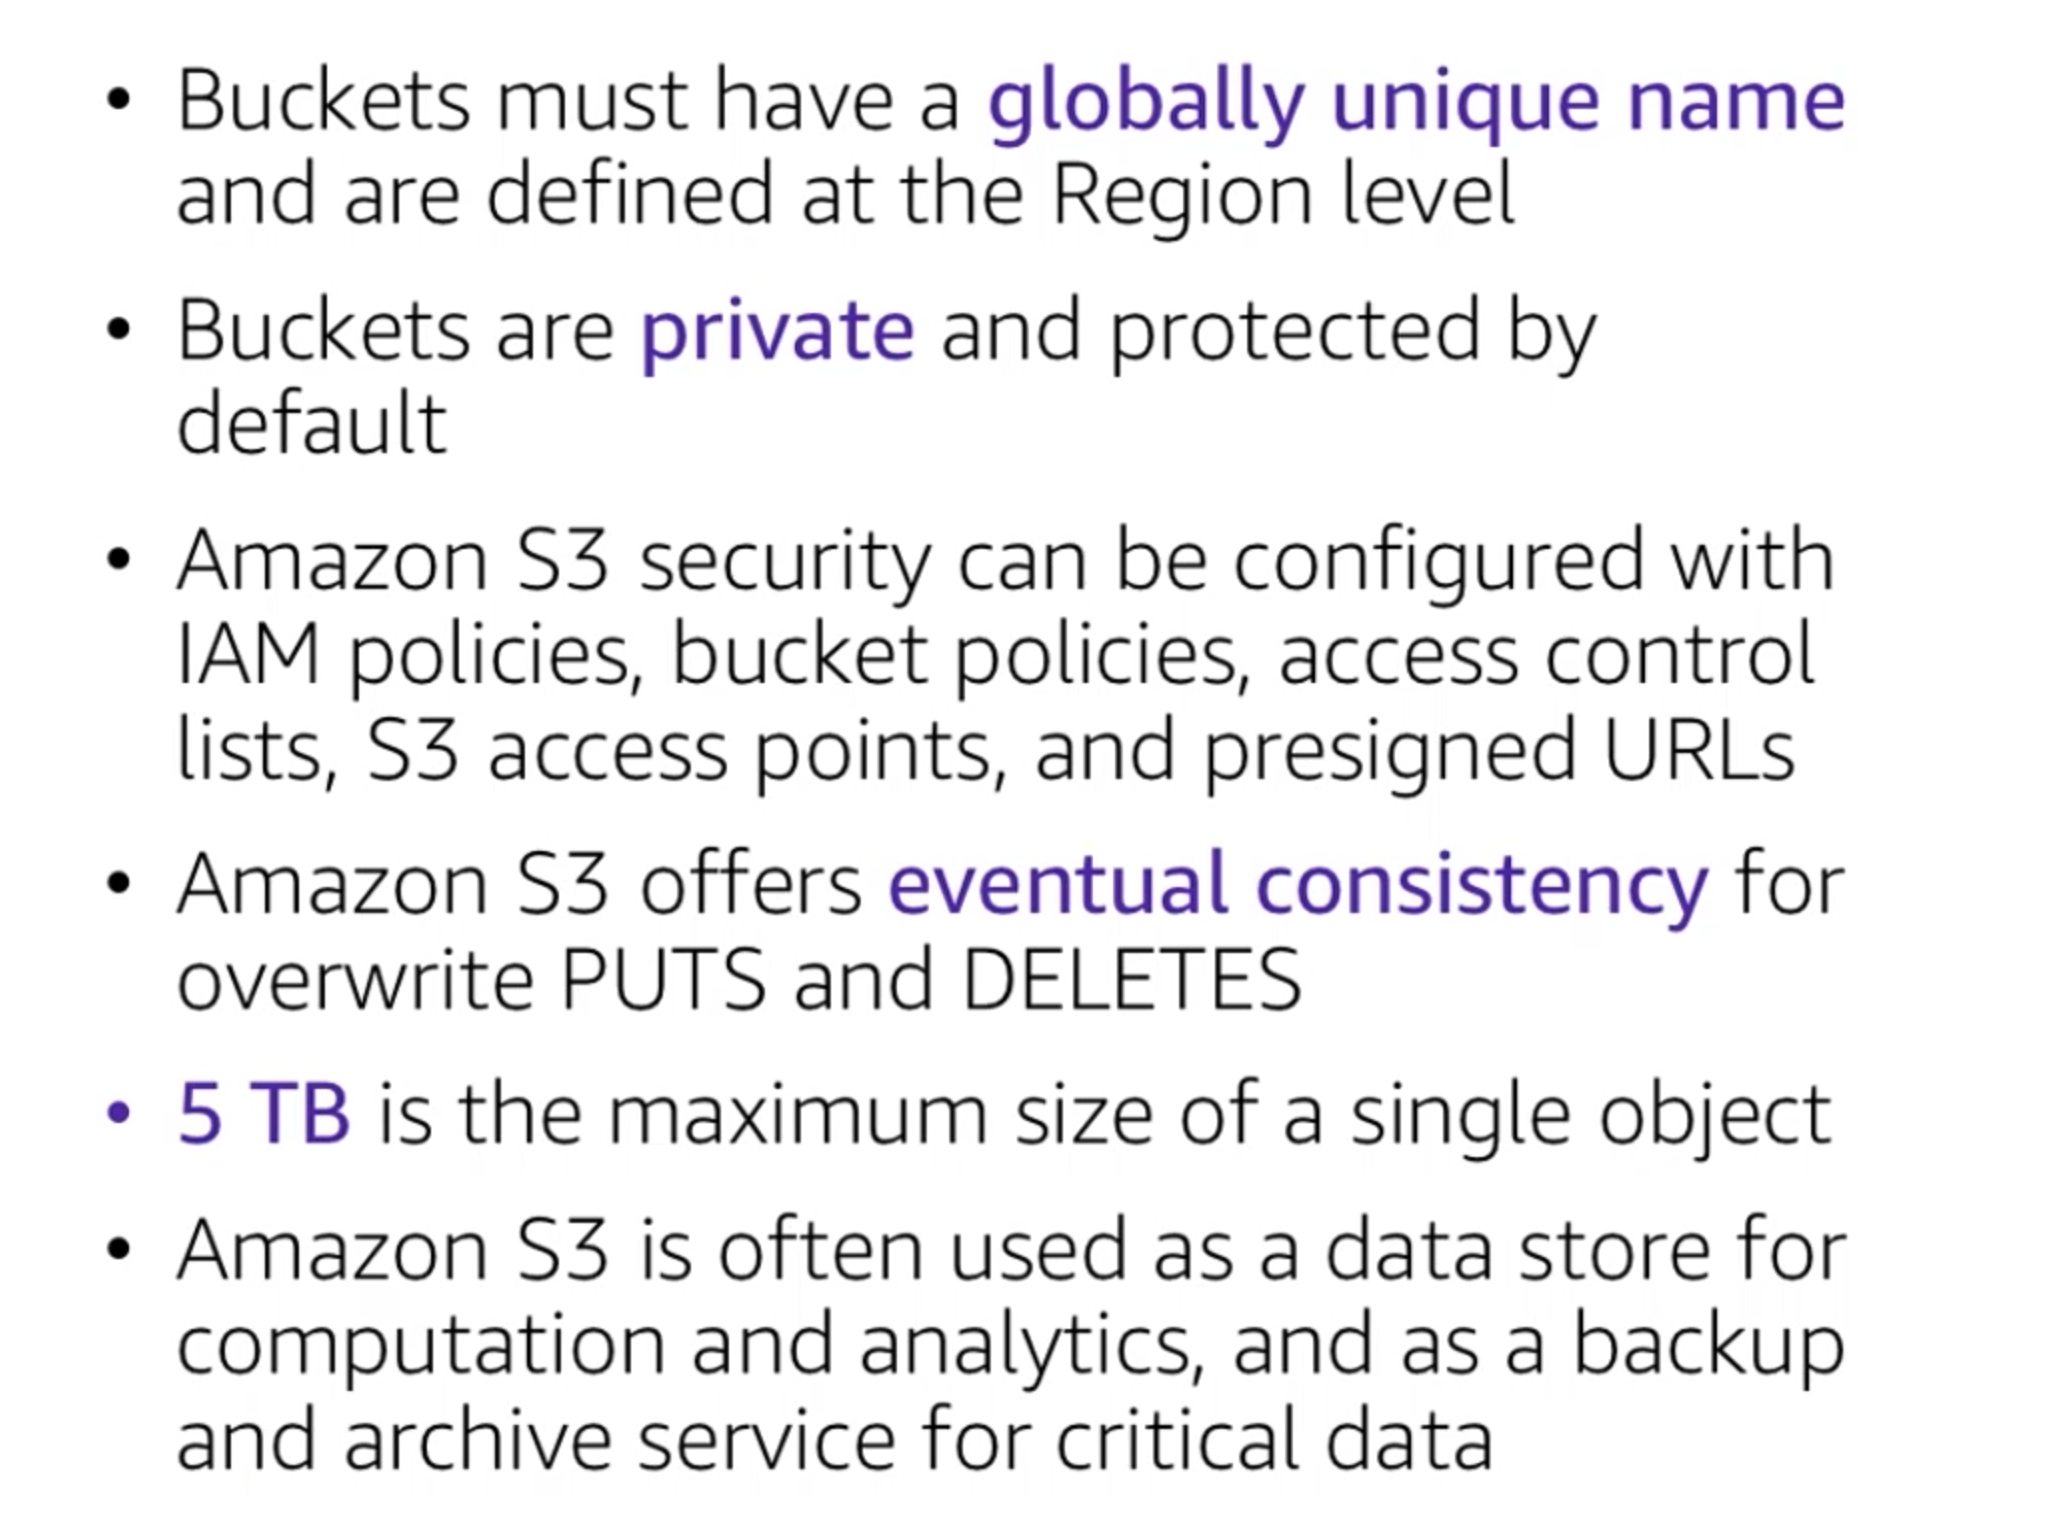 • Buckets must have a globally unique name
and are defined at the Region level
• Buckets are private and protected by
default
• Amazon S3 security can be configured with
IAM policies, bucket policies, access control
lists, S3 access points, and presigned URLs
• Amazon S3 offers eventual consistency for
overwrite PUTS and DELETES
• 5 TB is the maximum size of a single object
• Amazon S3 is often used as a data store for
computation and analytics, and as a backup
and archive service for critical data